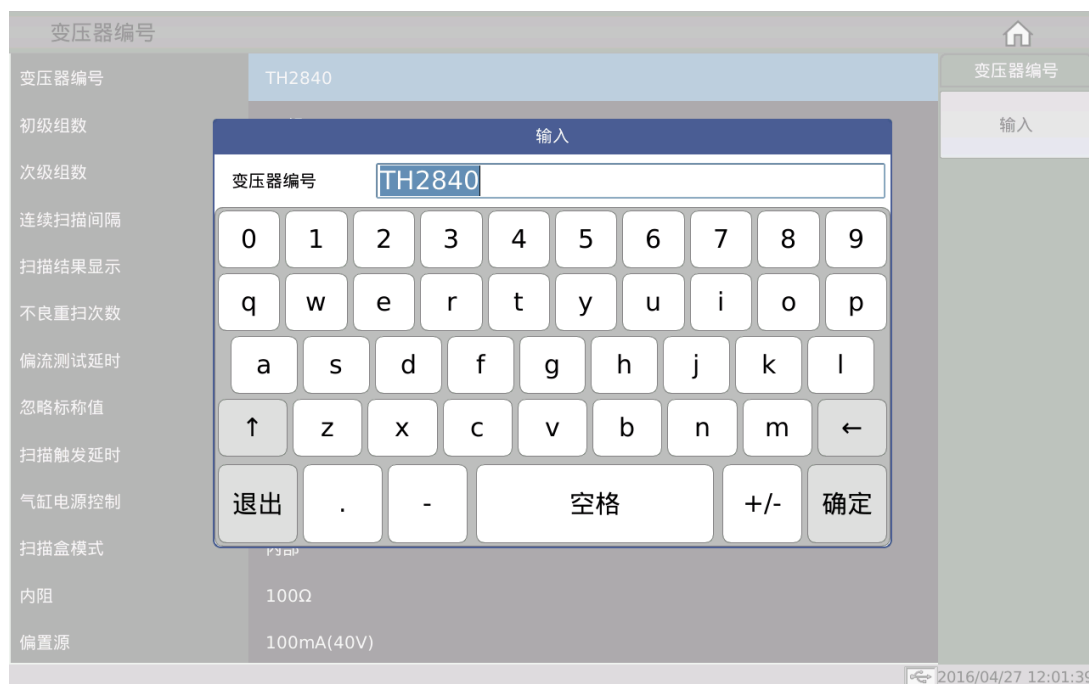 变压器编号
变压器编号 TH2840
变压器编号
初级组数
输入
次级组数
连续扫描间隔
扫描结果显示
不良重扫次数
偏流测试延时
忽略标称值
扫描触发延时
气缸电源控制
扫描盒模式 内部
内阻 100Ω
偏置源 100mA(40V)
输入
变压器编号 TH2840
0 1 2 3 4 5 6 7 8 9
q w e r t y u i o p
a s d f g h j k l
↑ z x c v b n m ←
退出 . - 空格 +/- 确定
2016/04/27 12:01:39